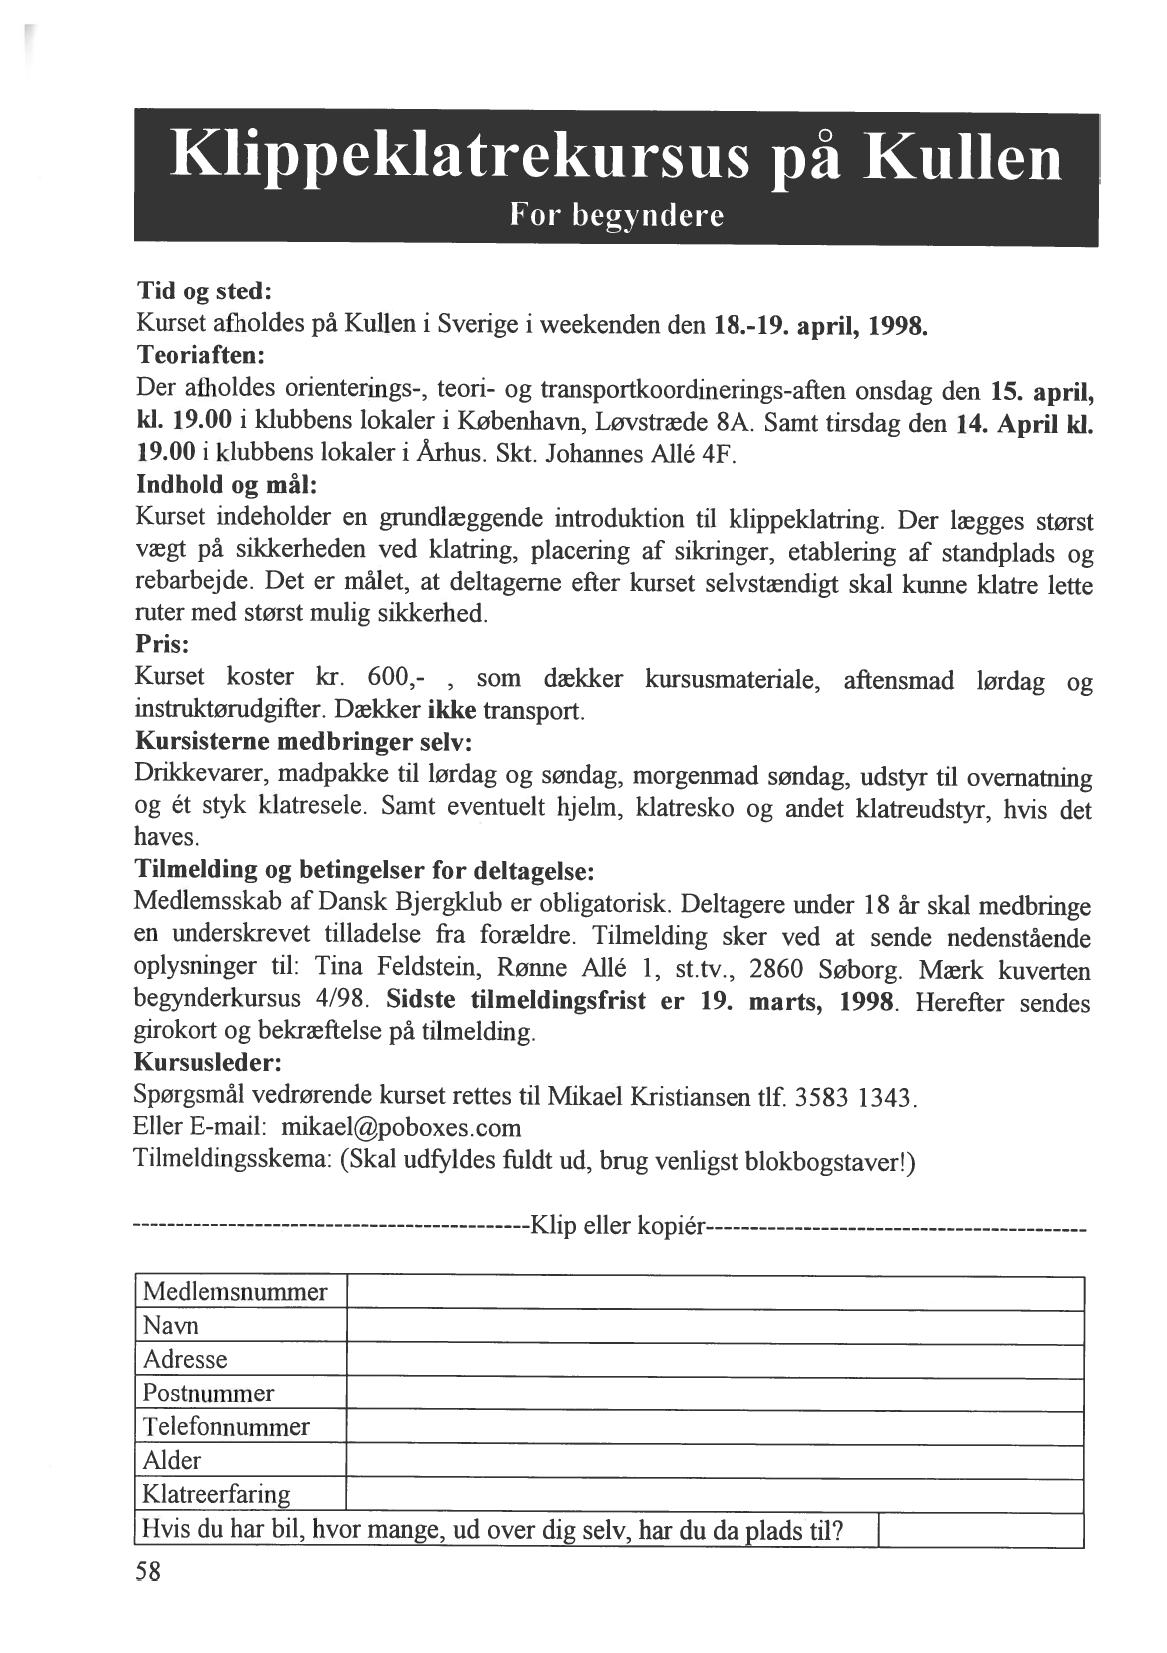 Klippeklatrekursus på Kullen
For begyndere
Tid og sted:
Kurset afholdes på Kullen i Sverige i weekenden den 18.-19. april, 1998.
Teoriaften:
Der afholdes orienterings-, teori- og transportkoordinerings-aften onsdag den 15. april,
kl. 19.00 i klubbens lokaler i København, Løvstræde 8A. Samt tirsdag den 14. April kl.
19.00 i klubbens lokaler i Århus. Skt. Johannes Allé 4F.
Indhold og mål:
Kurset indeholder en grundlæggende introduktion til klippeklatring. Der lægges størst
vægt på sikkerheden ved klatring, placering af sikringer, etablering af standplads og
rebarbejde. Det er målet, at deltagerne efter kurset selvstændigt skal kunne klatre lette
ruter med størst mulig sikkerhed.
Pris:
Kurset koster kr. 600,- , som dækker kursusmateriale, aftensmad lørdag og
instruktørudgifter. Dækker ikke transport.
Kursisterne medbringer selv:
Drikkevarer, madpakke til lørdag og søndag, morgenmad søndag, udstyr til overnatning
og ét styk klatresele. Samt eventuelt hjelm, klatresko og andet klatreudstyr, hvis det
haves.
Tilmelding og betingelser for deltagelse:
Medlemsskab af Dansk Bjergklub er obligatorisk. Deltagere under 18 år skal medbringe
en underskrevet tilladelse fra forældre. Tilmelding sker ved at sende nedenstående
oplysninger til: Tina Feldstein, Rønne Allé 1, st.tv., 2860 Søborg. Mærk kuverten
begynderkursus 4/98. Sidste tilmeldingsfrist er 19. marts, 1998. Herefter sendes
girokort og bekræftelse på tilmelding.
Kursusleder:
Spørgsmål vedrørende kurset rettes til Mikael Kristiansen tlf. 3583 1343.
Eller E-mail: mikael@poboxes.com
Tilmeldingsskema: (Skal udfyldes fuldt ud, brug venligst blokbogstaver!)
----------------------------------------------Klip eller kopiér--------------------------------------------
Medlemsnummer
Navn
Adresse
Postnummer
Telefonnummer
Alder
Klatreerfaring
Hvis du har bil, hvor mange, ud over dig selv, har du da plads til?
58